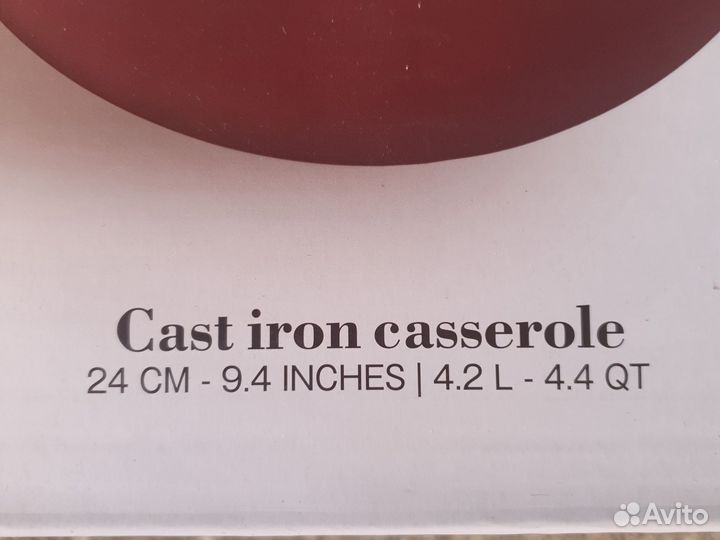 Cast iron casserole
24 CM - 9.4 INCHES | 4.2 L - 4.4 QT
Avito